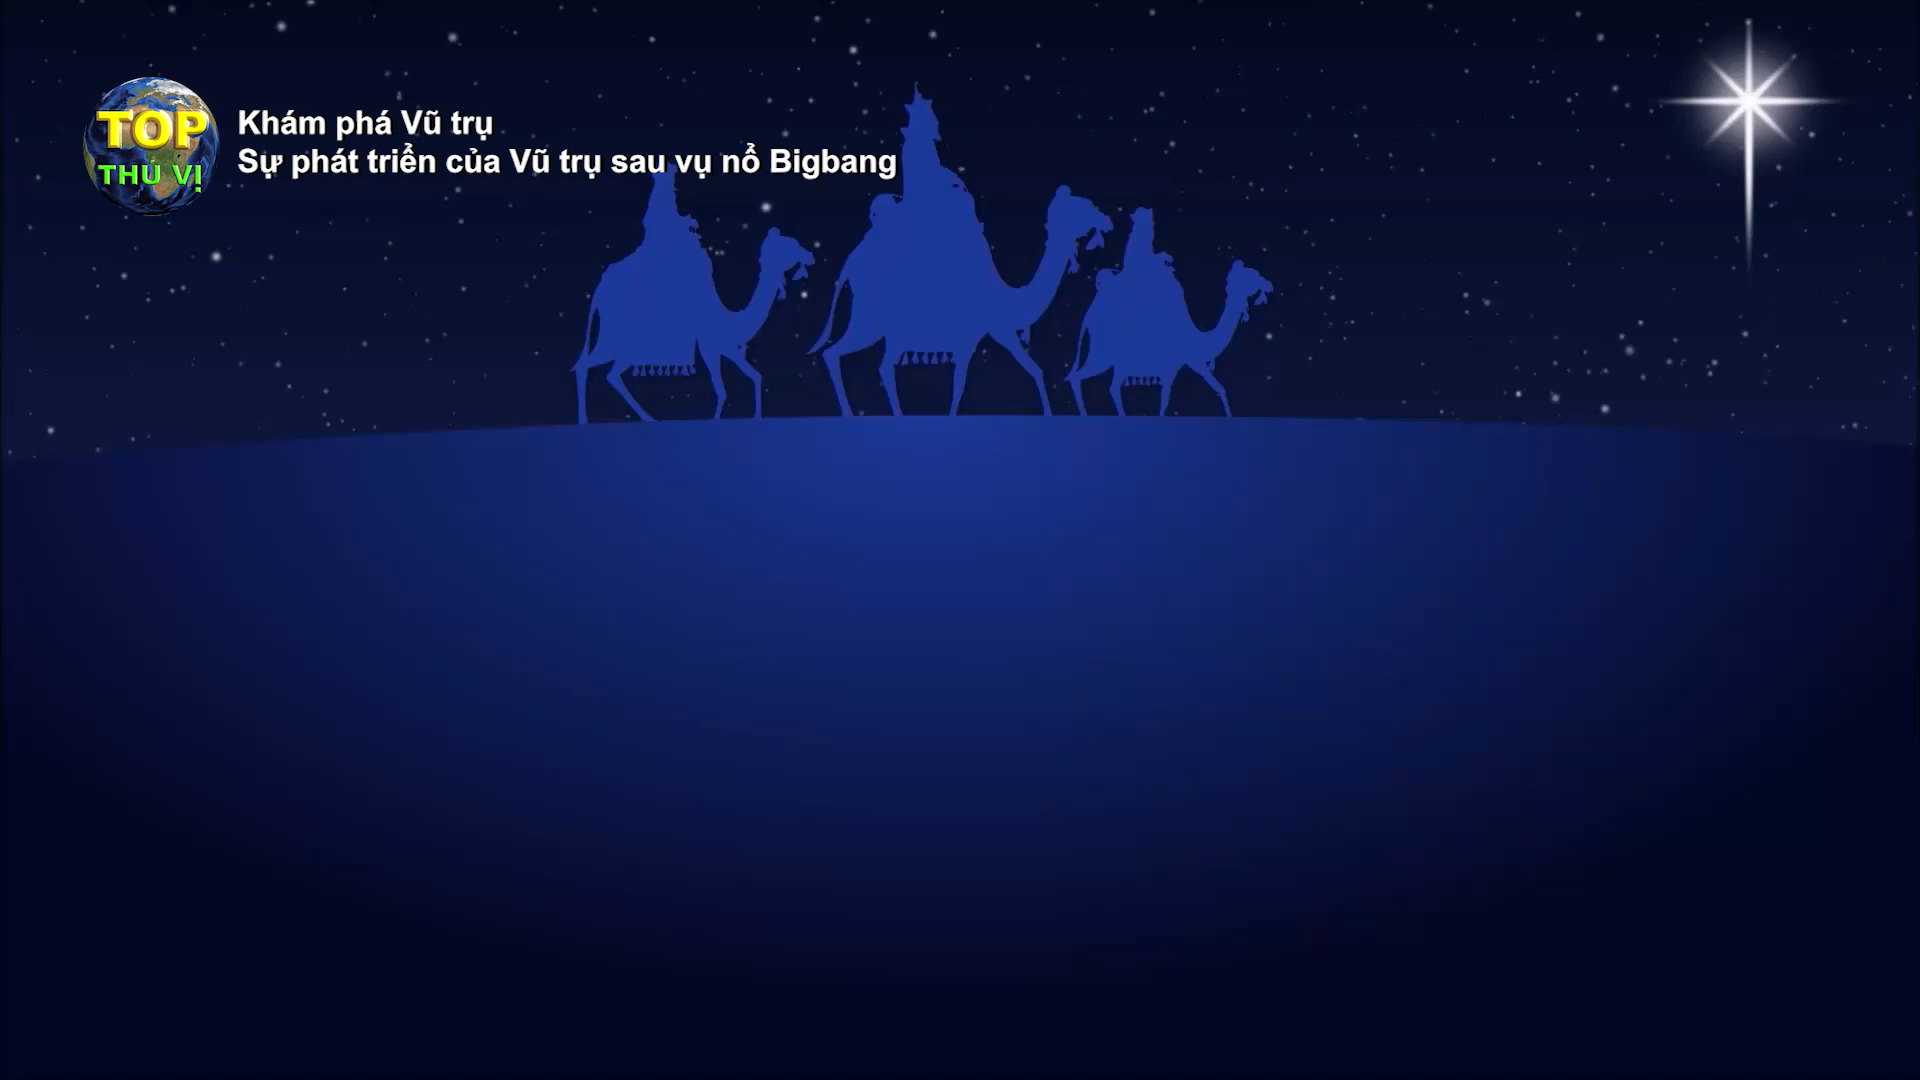 TOP
THÚ VỊ
Khám phá Vũ trụ
Sự phát triển của Vũ trụ sau vụ nổ Bigbang